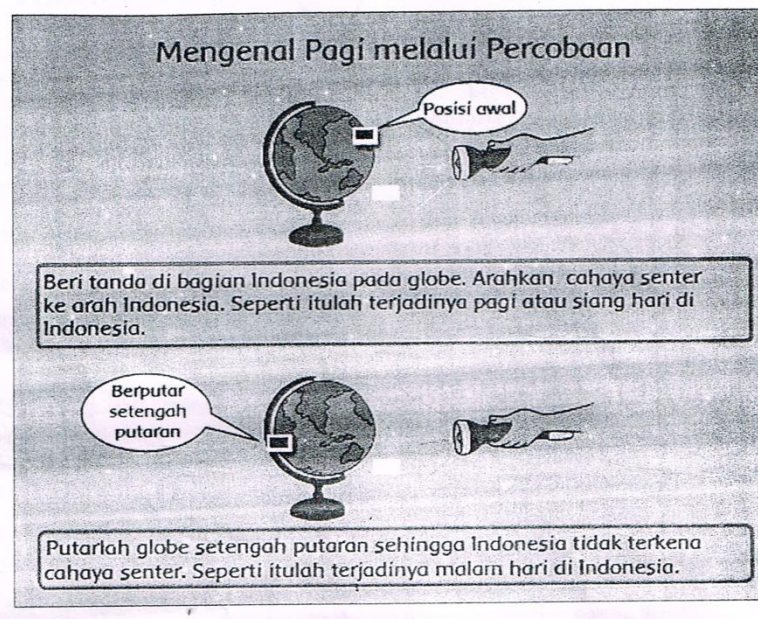 Mengenal Pagi melalui Percobaan
Posisi awal
Beri tanda di bagian Indonesia pada globe. Arahkan cahaya senter
ke arah Indonesia. Seperti itulah terjadinya pagi atau siang hari di
Indonesia.
Berputar
setengah
putaran
Putarlah globe setengah putaran sehingga Indonesia tidak terkena
cahaya senter. Seperti itulah terjadinya malam hari di Indonesia.